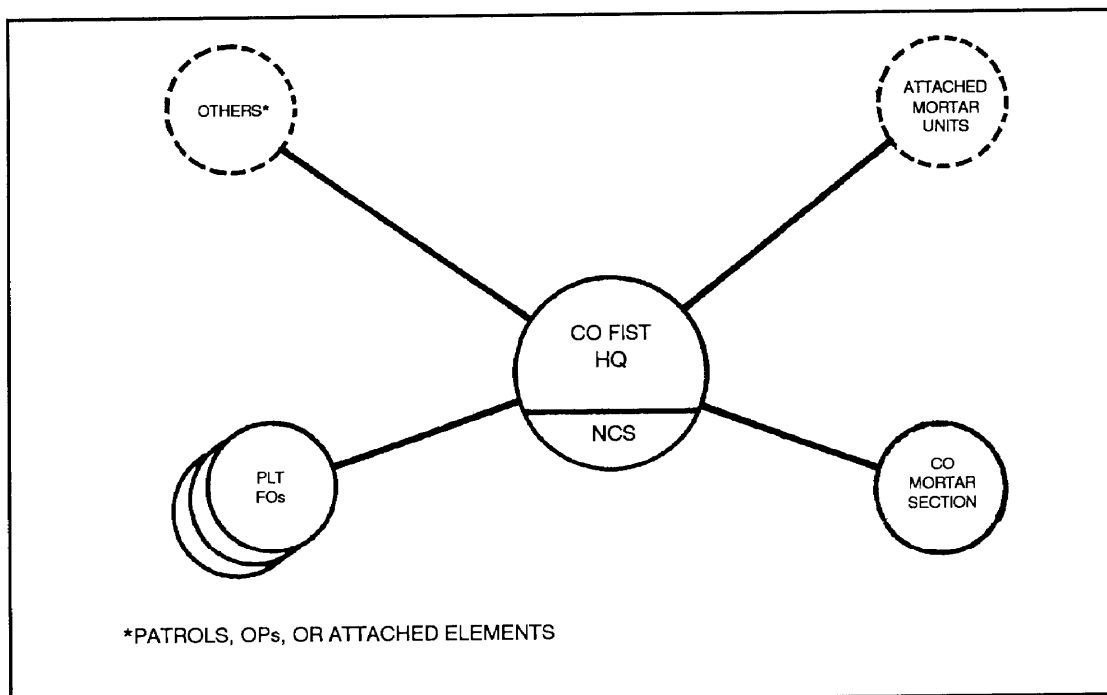 OTHERS*
ATTACHED
MORTAR
UNITS
CO FIST
HQ
NCS
PLT
FOs
CO
MORTAR
SECTION
*PATROLS, OPs, OR ATTACHED ELEMENTS